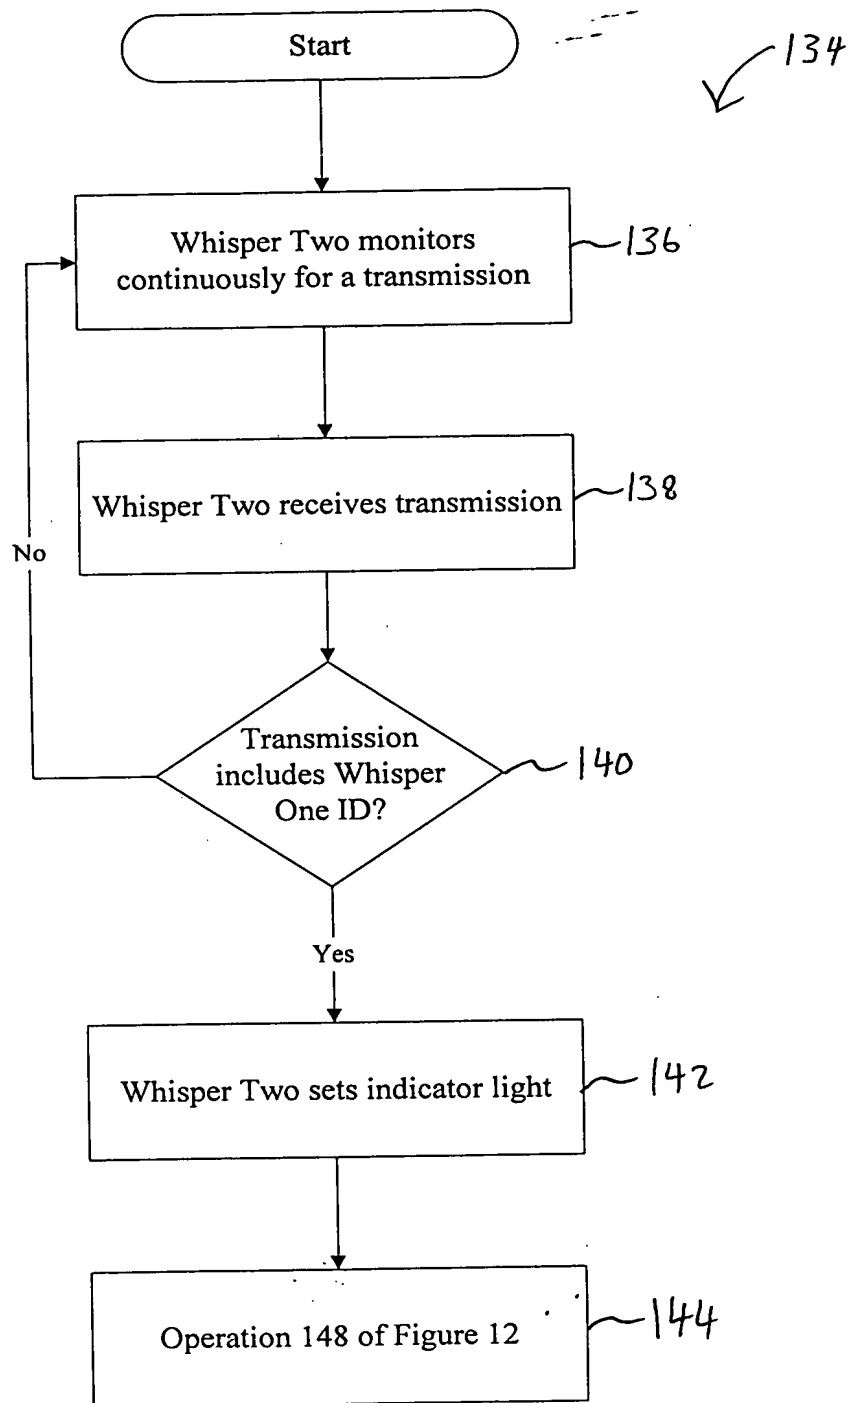 Start
134
Whisper Two monitors
continuously for a transmission
136
Whisper Two receives transmission
138
No
Transmission
includes Whisper
One ID?
140
Yes
Whisper Two sets indicator light
142
Operation 148 of Figure 12
144